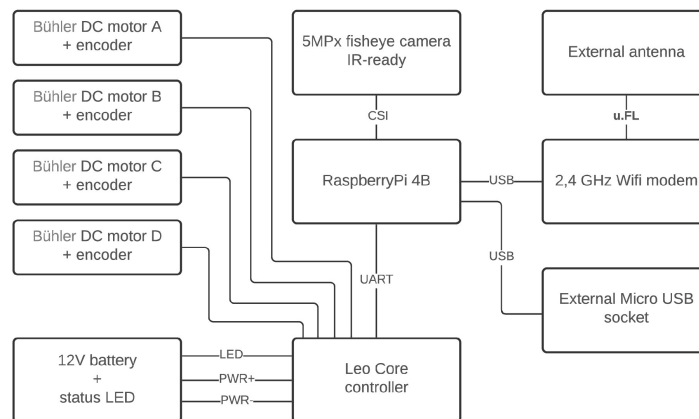 Bühler DC motor A
+ encoder
5MPx fisheye camera
IR-ready
External antenna
Bühler DC motor B
+ encoder
CSI
u.FL
Bühler DC motor C
+ encoder
RaspberryPi 4B
USB
2,4 GHz Wifi modem
Bühler DC motor D
+ encoder
USB
UART
External Micro USB
socket
12V battery
+
status LED
LED
PWR+
PWR-
Leo Core
controller